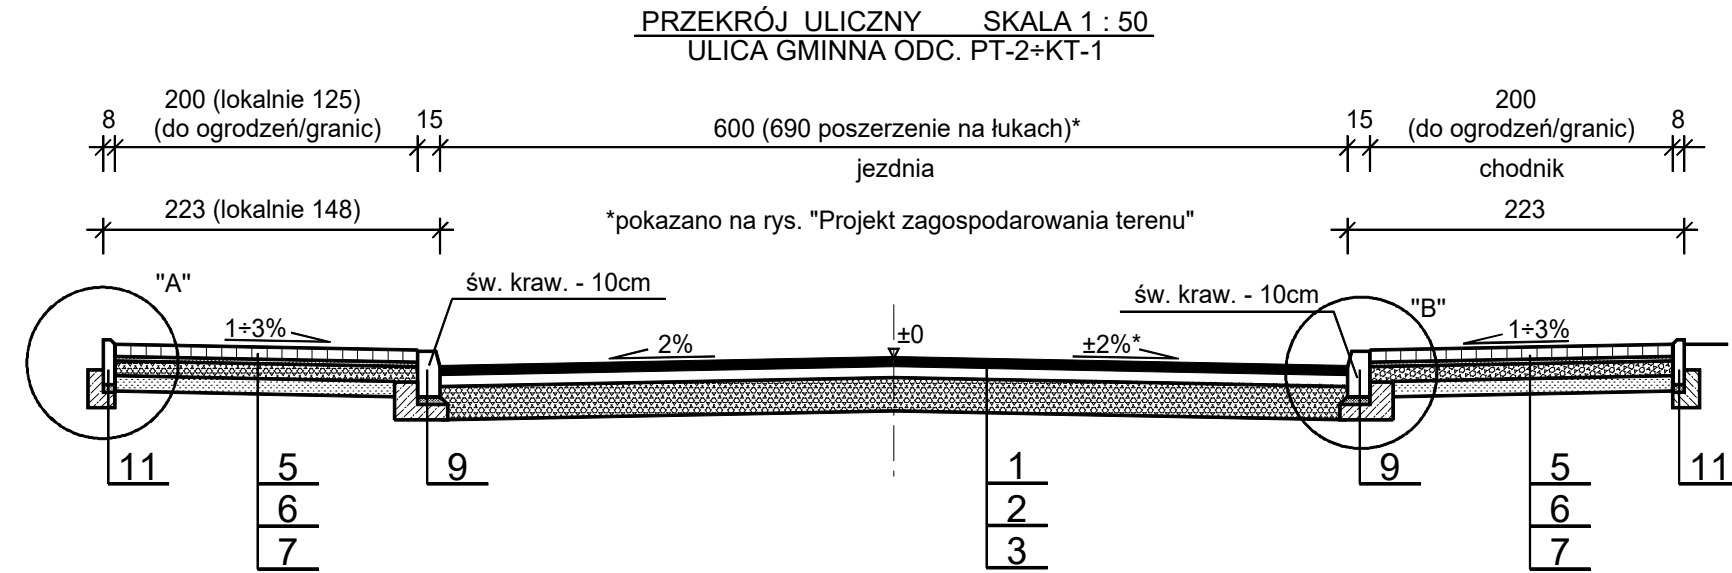 PRZEKRÓJ ULICZNY SKALA 1 : 50
ULICA GMINNA ODC. PT-2÷KT-1
8
200 (lokalnie 125)
(do ogrodzeń/granic)
15
600 (690 poszerzenie na łukach)*
jezdnia
15
200
(do ogrodzeń/granic)
8
chodnik
223 (lokalnie 148)
*pokazano na rys. "Projekt zagospodarowania terenu"
223
"A"
św. kraw. - 10cm
św. kraw. - 10cm
"B"
1÷3%
2%
±0
±2%*
1÷3%
11
5
6
7
9
1
2
3
9
5
6
7
11